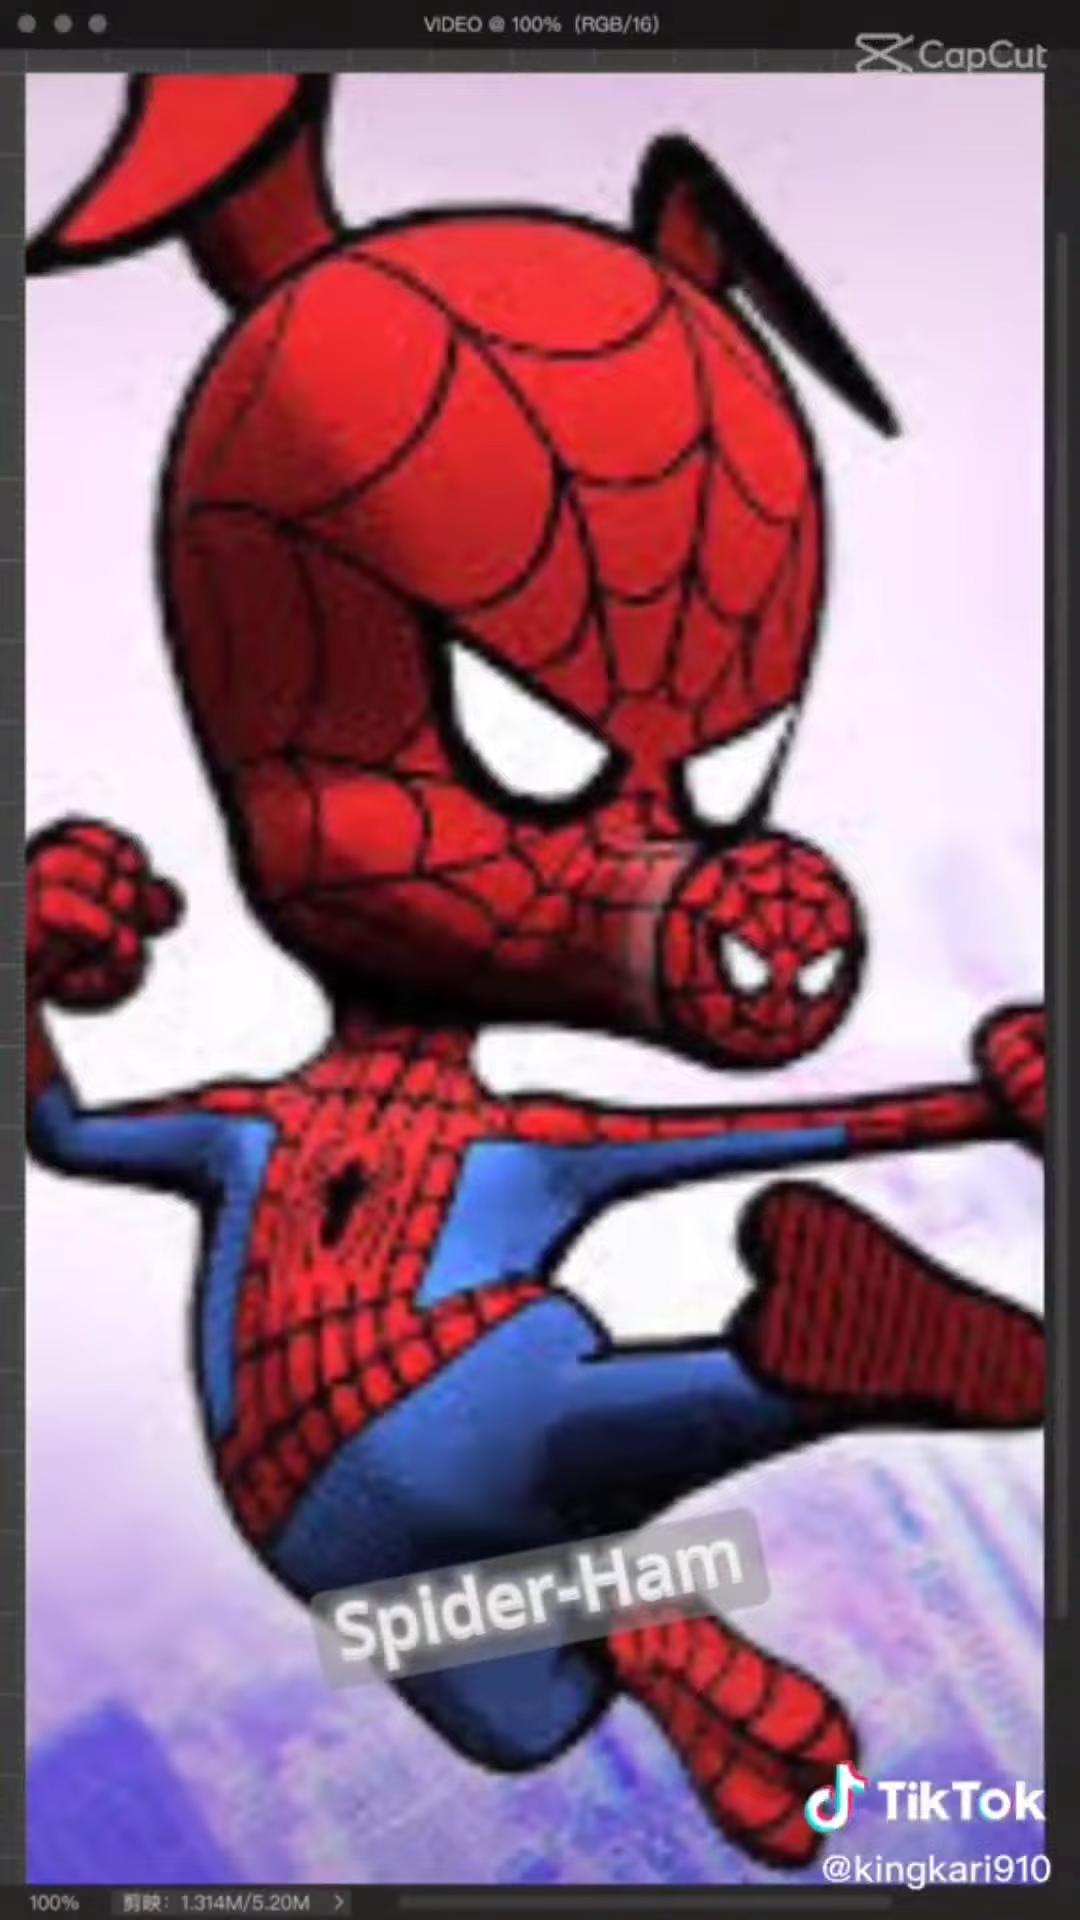 VIDEO @ 100% (RGB/16)
CapCut
Spider-Ham
TikTok
@kingkari910
100% 剪映: 1.314M/5.20M >